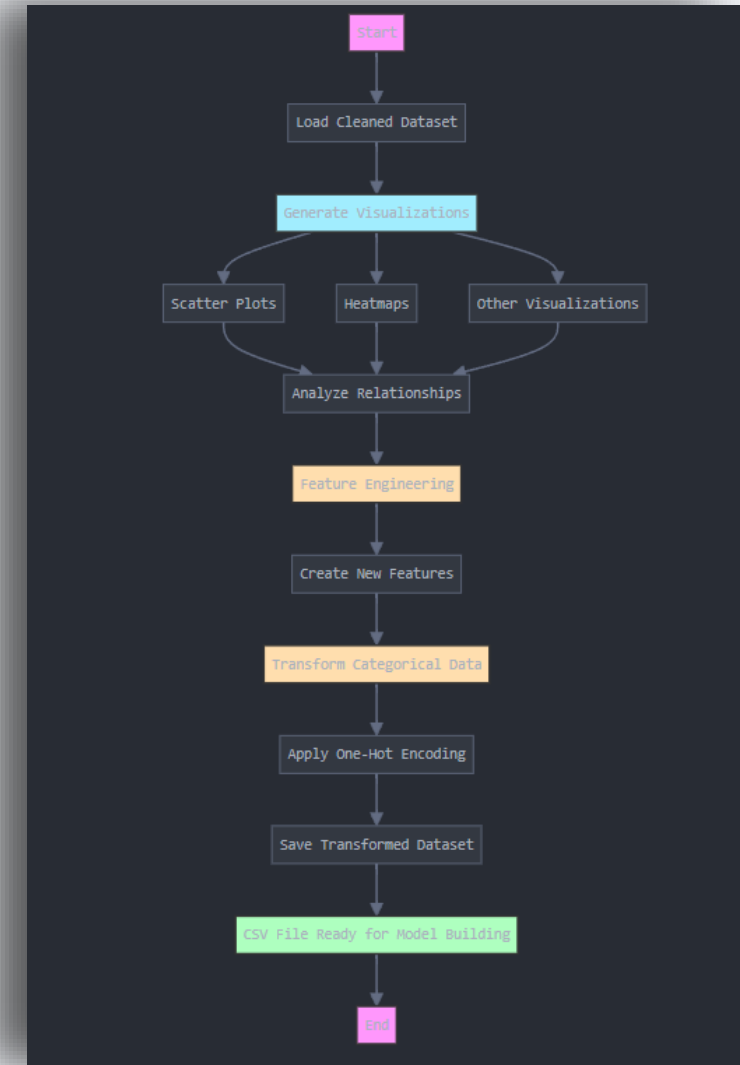 Start
Load Cleaned Dataset
Generate Visualizations
Scatter Plots
Heatmaps
Other Visualizations
Analyze Relationships
Feature Engineering
Create New Features
Transform Categorical Data
Apply One-Hot Encoding
Save Transformed Dataset
CSV File Ready for Model Building
End